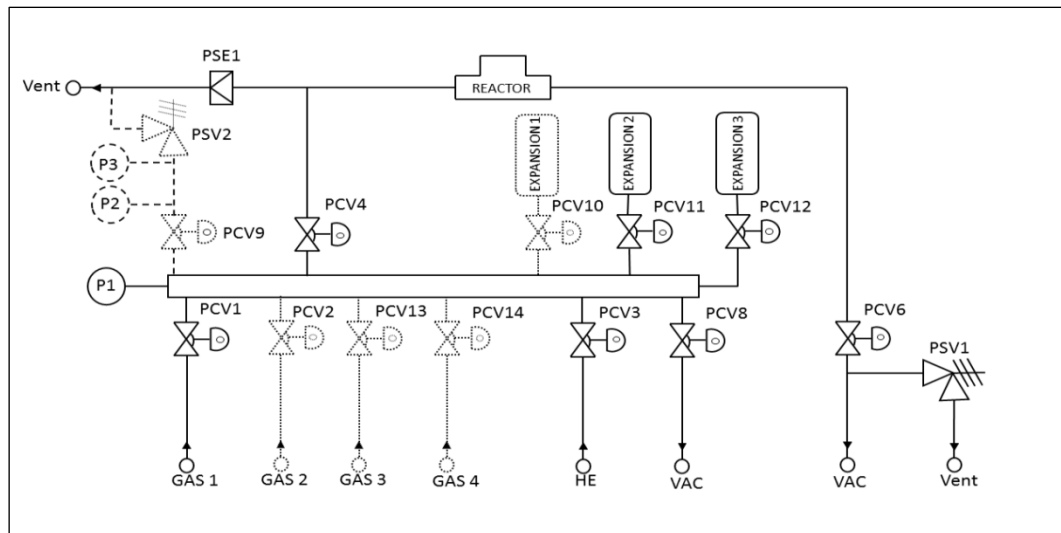 PSE1
Vent
REACTOR
PSV2
EXPANSION 1
EXPANSION 2
EXPANSION 3
P3
P2
PCV4
PCV10
PCV11
PCV12
PCV9
P1
PCV1
PCV2
PCV13
PCV14
PCV3
PCV8
PCV6
PSV1
GAS 1
GAS 2
GAS 3
GAS 4
HE
VAC
VAC
Vent